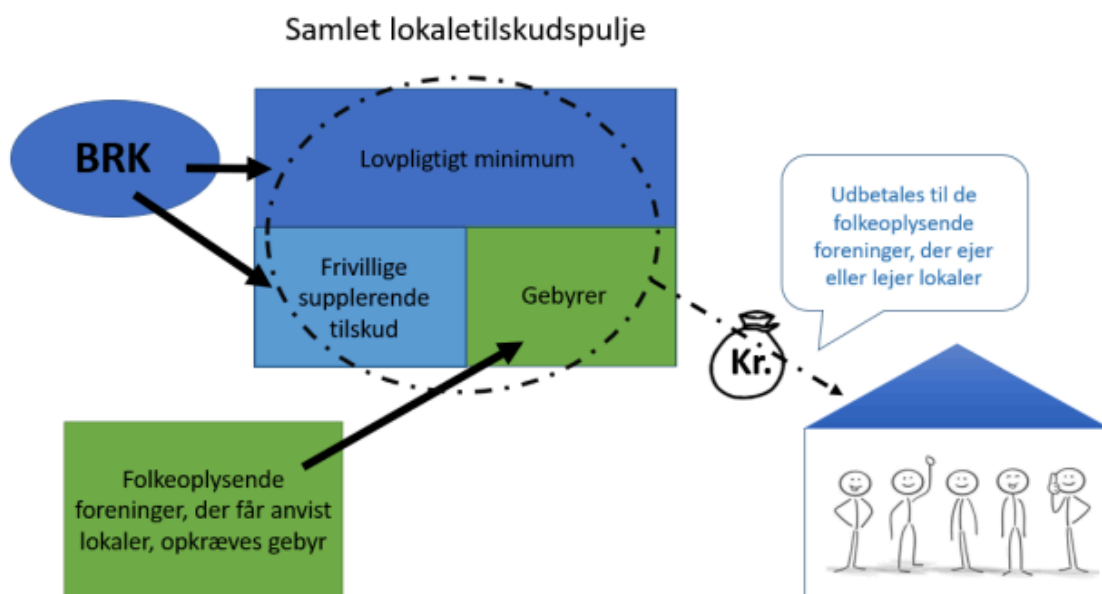 Samlet lokaletilskudspulje
BRK
Lovpligtigt minimum
Frivillige
supplerende
tilskud
Gebyrer
Udbetales til de
folkeoplysende
foreninger, der ejer
eller lejer lokaler
Kr.
Folkeoplysende
foreninger, der får anvist
lokaler, opkræves gebyr